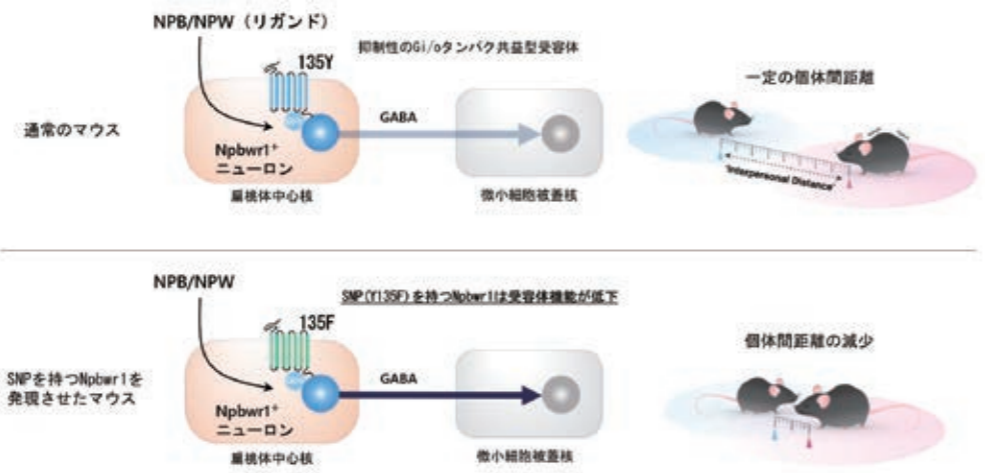 NPB/NPW (リガンド)
抑制性のGi/oタンパク共益型受容体
135Y
一定の個体間距離
通常のマウス
GABA
Npbwr1⁺
ニューロン
"Interpersonal Distance"
扁桃体中心核
微小細胞被蓋核
NPB/NPW
SNP(Y135F)を持つNpbwr1は受容体機能が低下
135F
個体間距離の減少
SNPを持つNpbwr1を
発現させたマウス
GABA
Npbwr1⁺
ニューロン
扁桃体中心核
微小細胞被蓋核